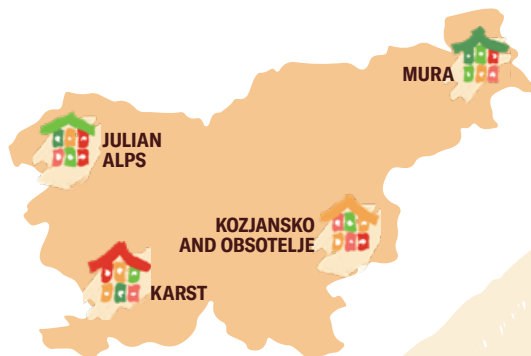 MURA
JULIAN
ALPS
KOZJANSKO
AND OBSOTELJE
KARST